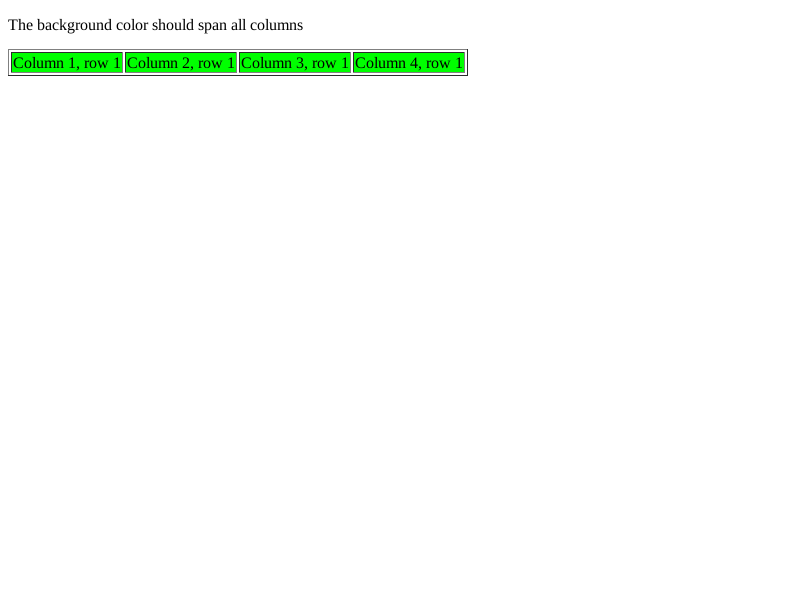 The background color should span all columns
Column 1, row 1 Column 2, row 1 Column 3, row 1 Column 4, row 1